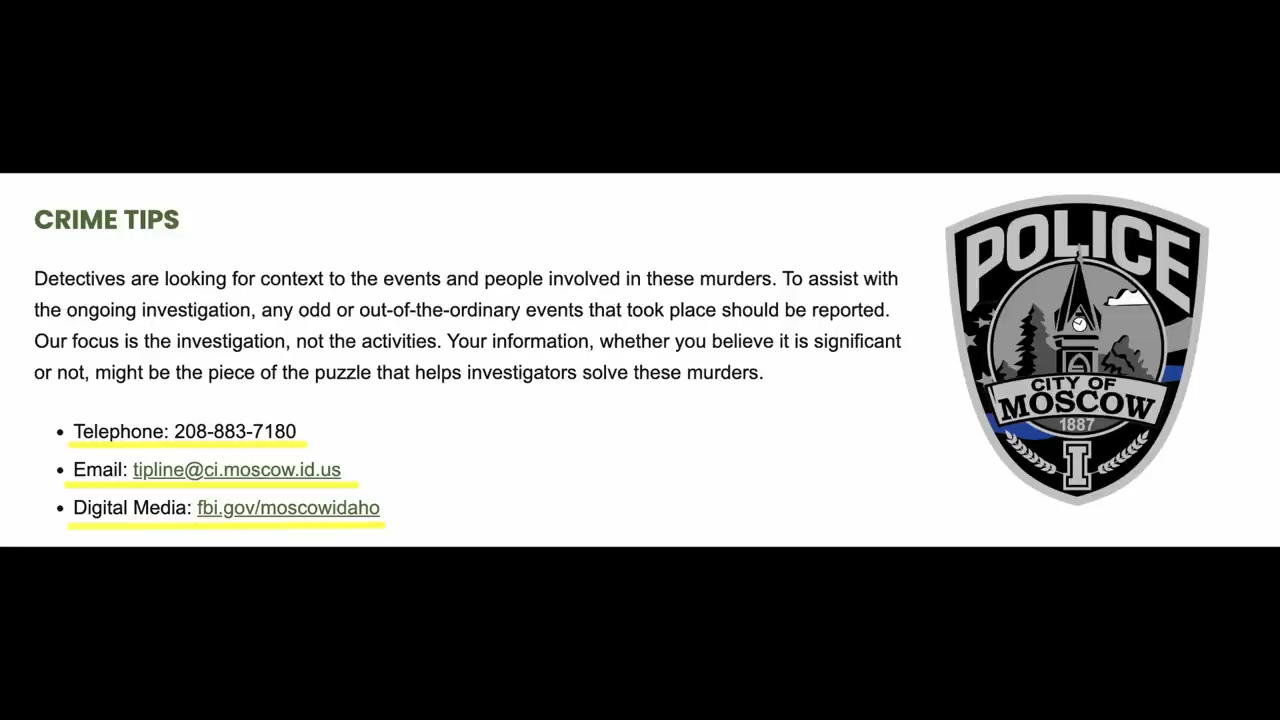 CRIME TIPS
Detectives are looking for context to the events and people involved in these murders. To assist with
the ongoing investigation, any odd or out-of-the-ordinary events that took place should be reported.
Our focus is the investigation, not the activities. Your information, whether you believe it is significant
or not, might be the piece of the puzzle that helps investigators solve these murders.
• Telephone: 208-883-7180
• Email: tipline@ci.moscow.id.us
• Digital Media: fbi.gov/moscowidaho
POLICE
CITY OF
MOSCOW
1887
I